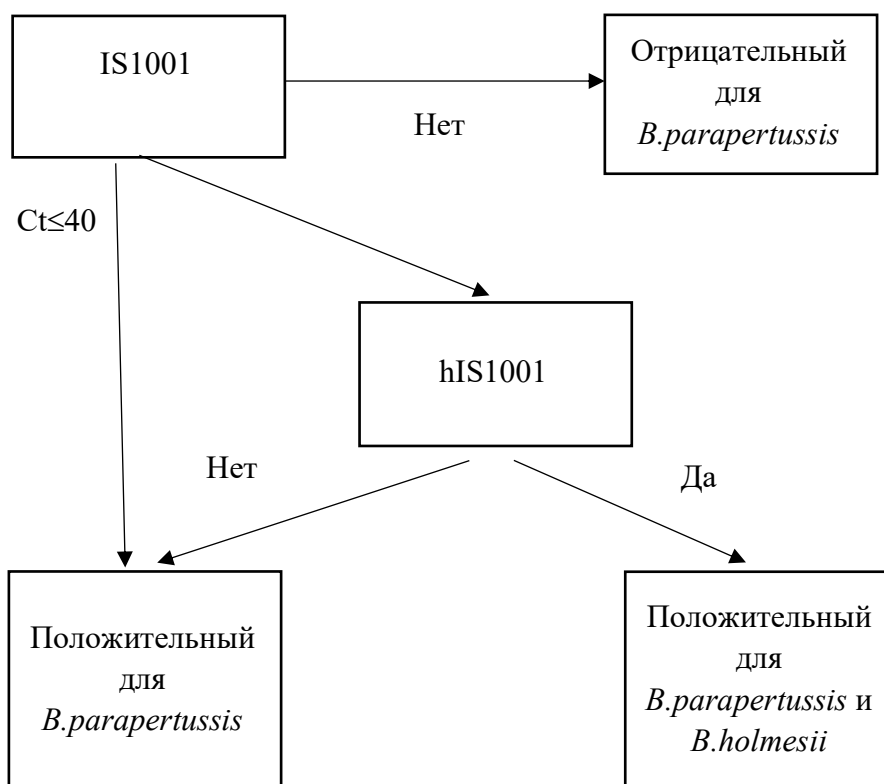 IS1001
Отрицательный
для
B.parapertussis
Нет
Ct≤40
hIS1001
Нет
Да
Положительный
для
B.parapertussis
Положительный
для
B.parapertussis и
B.holmesii